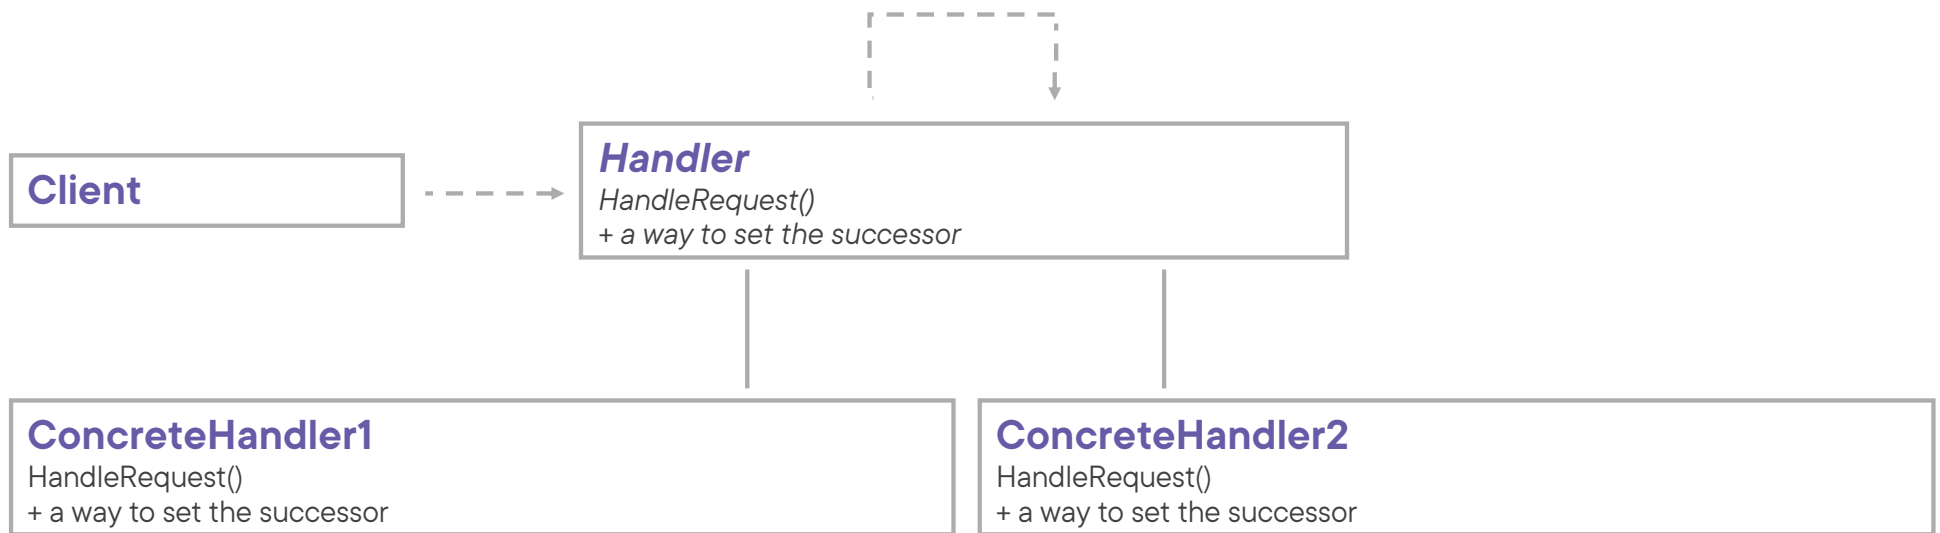 Client
Handler
HandleRequest()
+ a way to set the successor
ConcreteHandler1
HandleRequest()
+ a way to set the successor
ConcreteHandler2
HandleRequest()
+ a way to set the successor